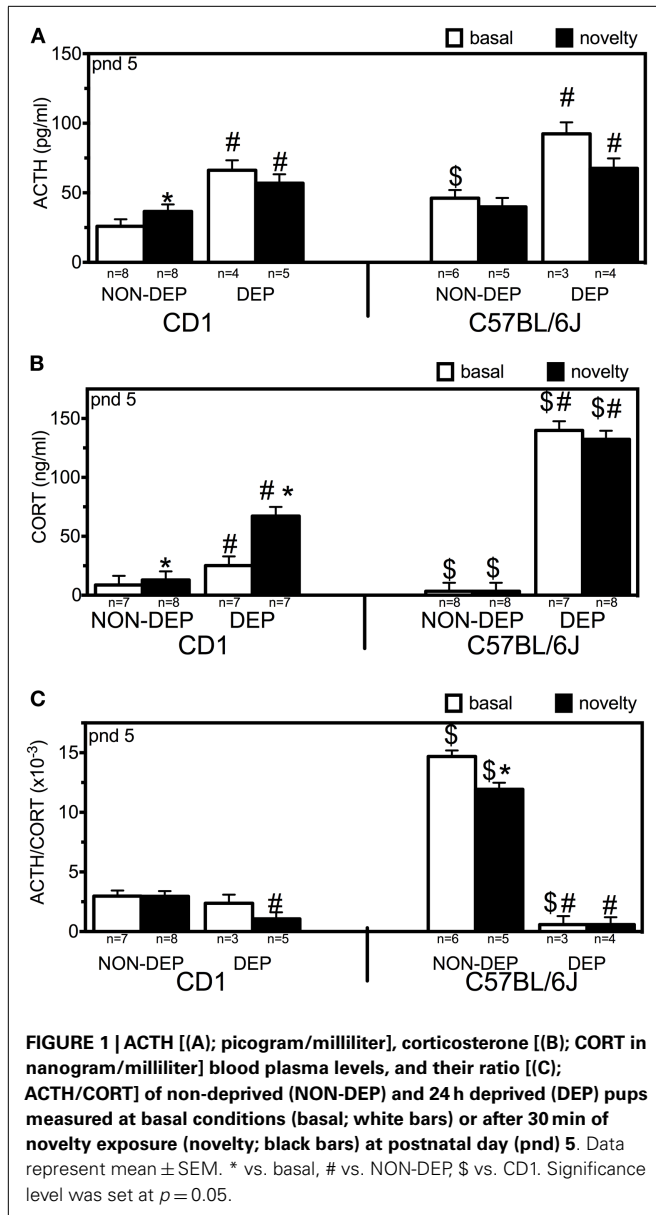 A
basal novelty
pnd 5
150
100
50
0
ACTH (pg/ml)
* # # $ # #
n=8 n=8 n=4 n=5 n=6 n=5 n=3 n=4
NON-DEP DEP NON-DEP DEP
CD1 C57BL/6J
B
basal novelty
pnd 5
150
100
50
0
CORT (ng/ml)
* # # * $ $ $# $#
n=7 n=8 n=7 n=7 n=8 n=8 n=7 n=8
NON-DEP DEP NON-DEP DEP
CD1 C57BL/6J
C
basal novelty
pnd 5
15
10
5
0
ACTH/CORT (x10⁻³)
# $ $* $# #
n=7 n=8 n=3 n=5 n=6 n=5 n=3 n=4
NON-DEP DEP NON-DEP DEP
CD1 C57BL/6J
FIGURE 1 | ACTH [(A); picogram/milliliter], corticosterone [(B); CORT in
nanogram/milliliter] blood plasma levels, and their ratio [(C);
ACTH/CORT] of non-deprived (NON-DEP) and 24 h deprived (DEP) pups
measured at basal conditions (basal; white bars) or after 30 min of
novelty exposure (novelty; black bars) at postnatal day (pnd) 5. Data
represent mean ± SEM. * vs. basal, # vs. NON-DEP, $ vs. CD1. Significance
level was set at p = 0.05.